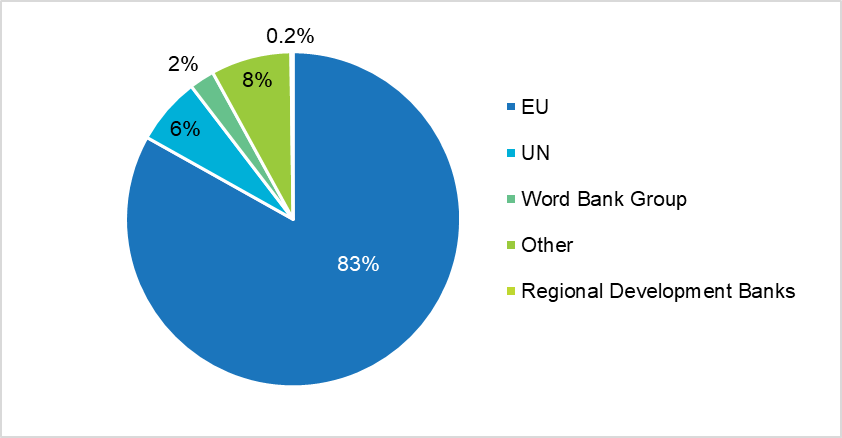 0.2%
2%
8%
6%
83%
EU
UN
Word Bank Group
Other
Regional Development Banks